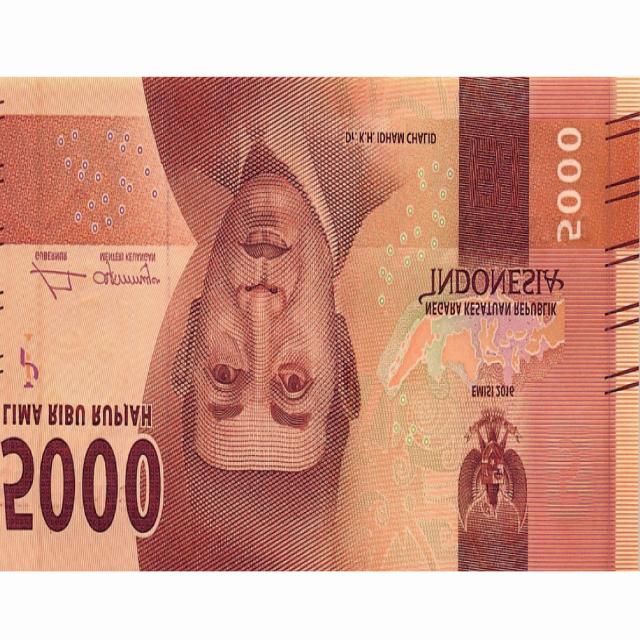 5000
LIMA RIBU RUPIAH
EMISI 2016
NEGARA KESATUAN REPUBLIK
INDONESIA
GUBERNUR
MENTERI KEUANGAN
5000
Dr. K.H. IDHAM CHALID